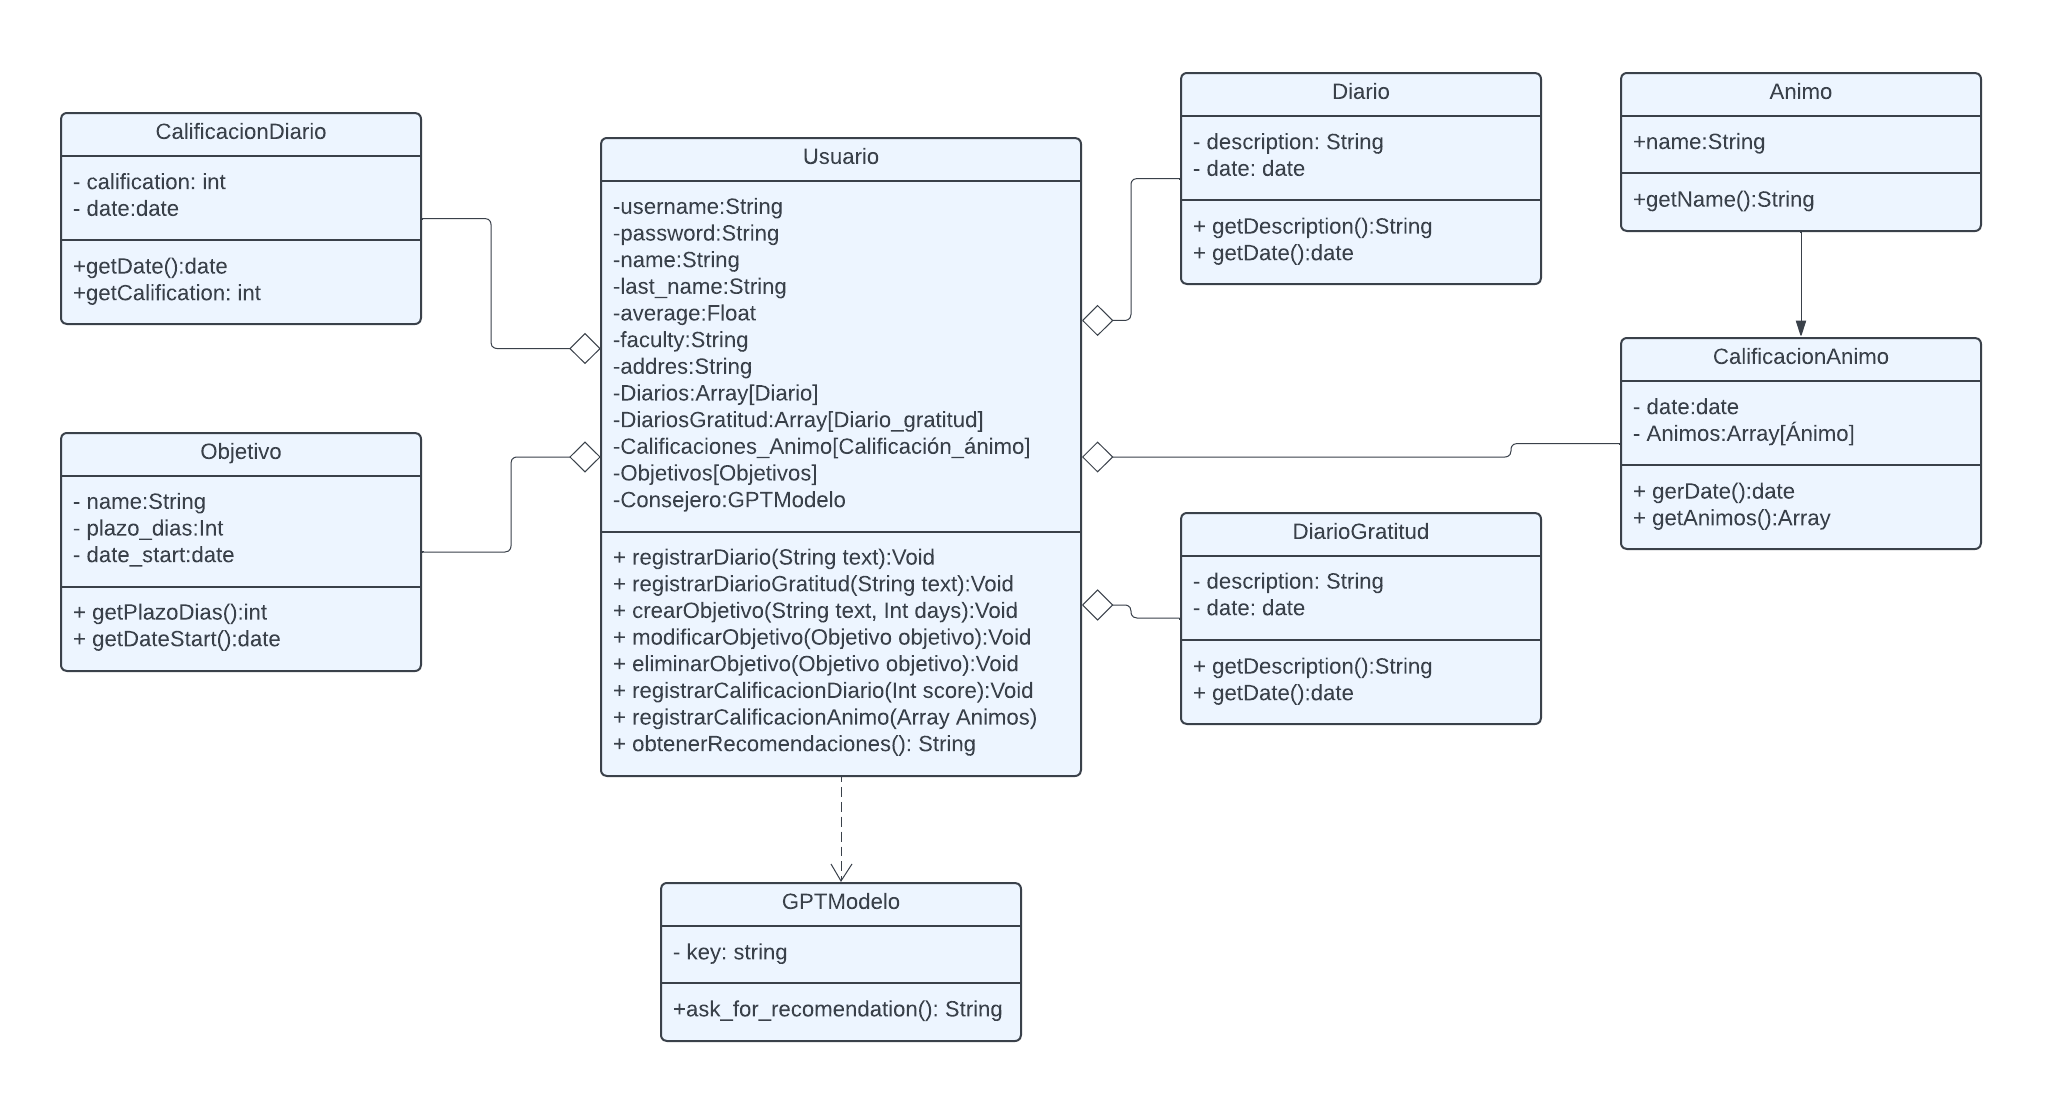 CalificacionDiario
- calification: int
- date:date
+getDate():date
+getCalification: int
Objetivo
- name:String
- plazo_dias:Int
- date_start:date
+ getPlazoDias():int
+ getDateStart():date
Usuario
-username:String
-password:String
-name:String
-last_name:String
-average:Float
-faculty:String
-addres:String
-Diarios:Array[Diario]
-DiariosGratitud:Array[Diario_gratitud]
-Calificaciones_Animo[Calificación_ánimo]
-Objetivos[Objetivos]
-Consejero:GPTModelo
+ registrarDiario(String text):Void
+ registrarDiarioGratitud(String text):Void
+ crearObjetivo(String text, Int days):Void
+ modificarObjetivo(Objetivo objetivo):Void
+ eliminarObjetivo(Objetivo objetivo):Void
+ registrarCalificacionDiario(Int score):Void
+ registrarCalificacionAnimo(Array Animos)
+ obtenerRecomendaciones(): String
Diario
- description: String
- date: date
+ getDescription():String
+ getDate():date
Animo
+name:String
+getName():String
CalificacionAnimo
- date:date
- Animos:Array[Ánimo]
+ gerDate():date
+ getAnimos():Array
DiarioGratitud
- description: String
- date: date
+ getDescription():String
+ getDate():date
GPTModelo
- key: string
+ask_for_recomendation(): String